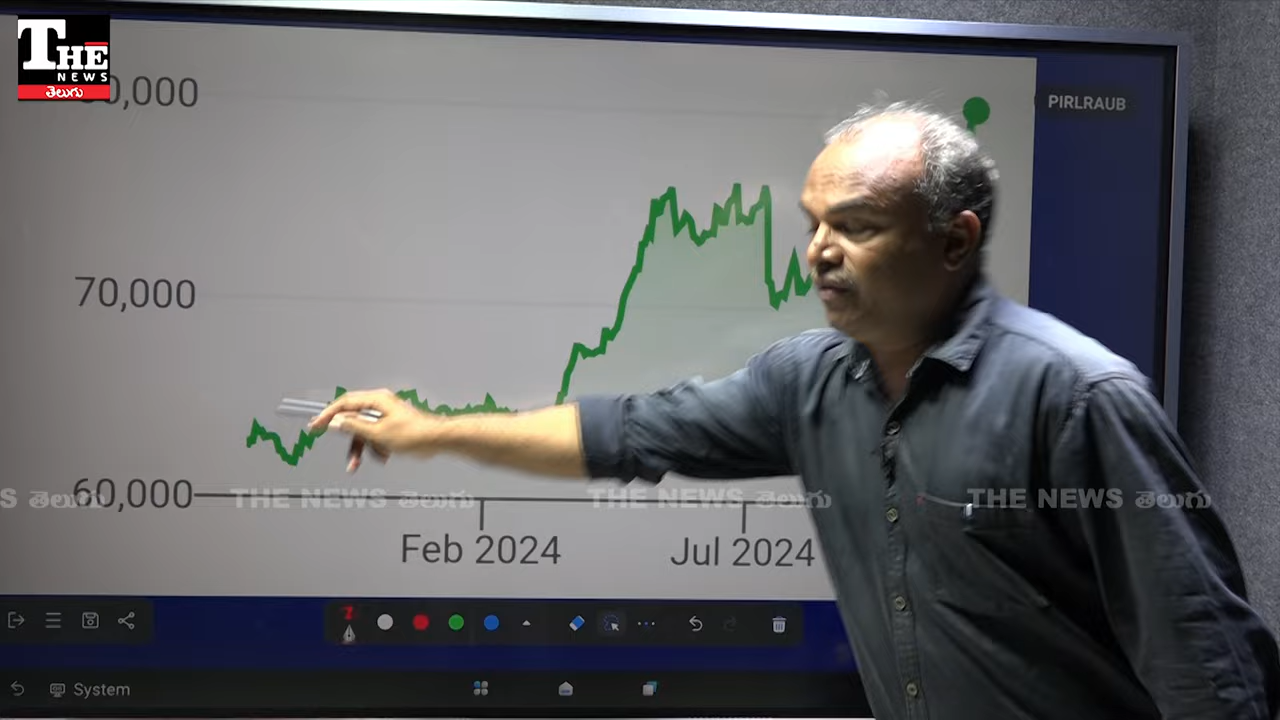 THE
NEWS
తెలుగు
0,000
PIRLRAUB
70,000
60,000
THE NEWS తెలుగు
S తెలుగు
THE NEWS తెలుగు
THE NEWS తెలుగు
Feb 2024
Jul 2024
System